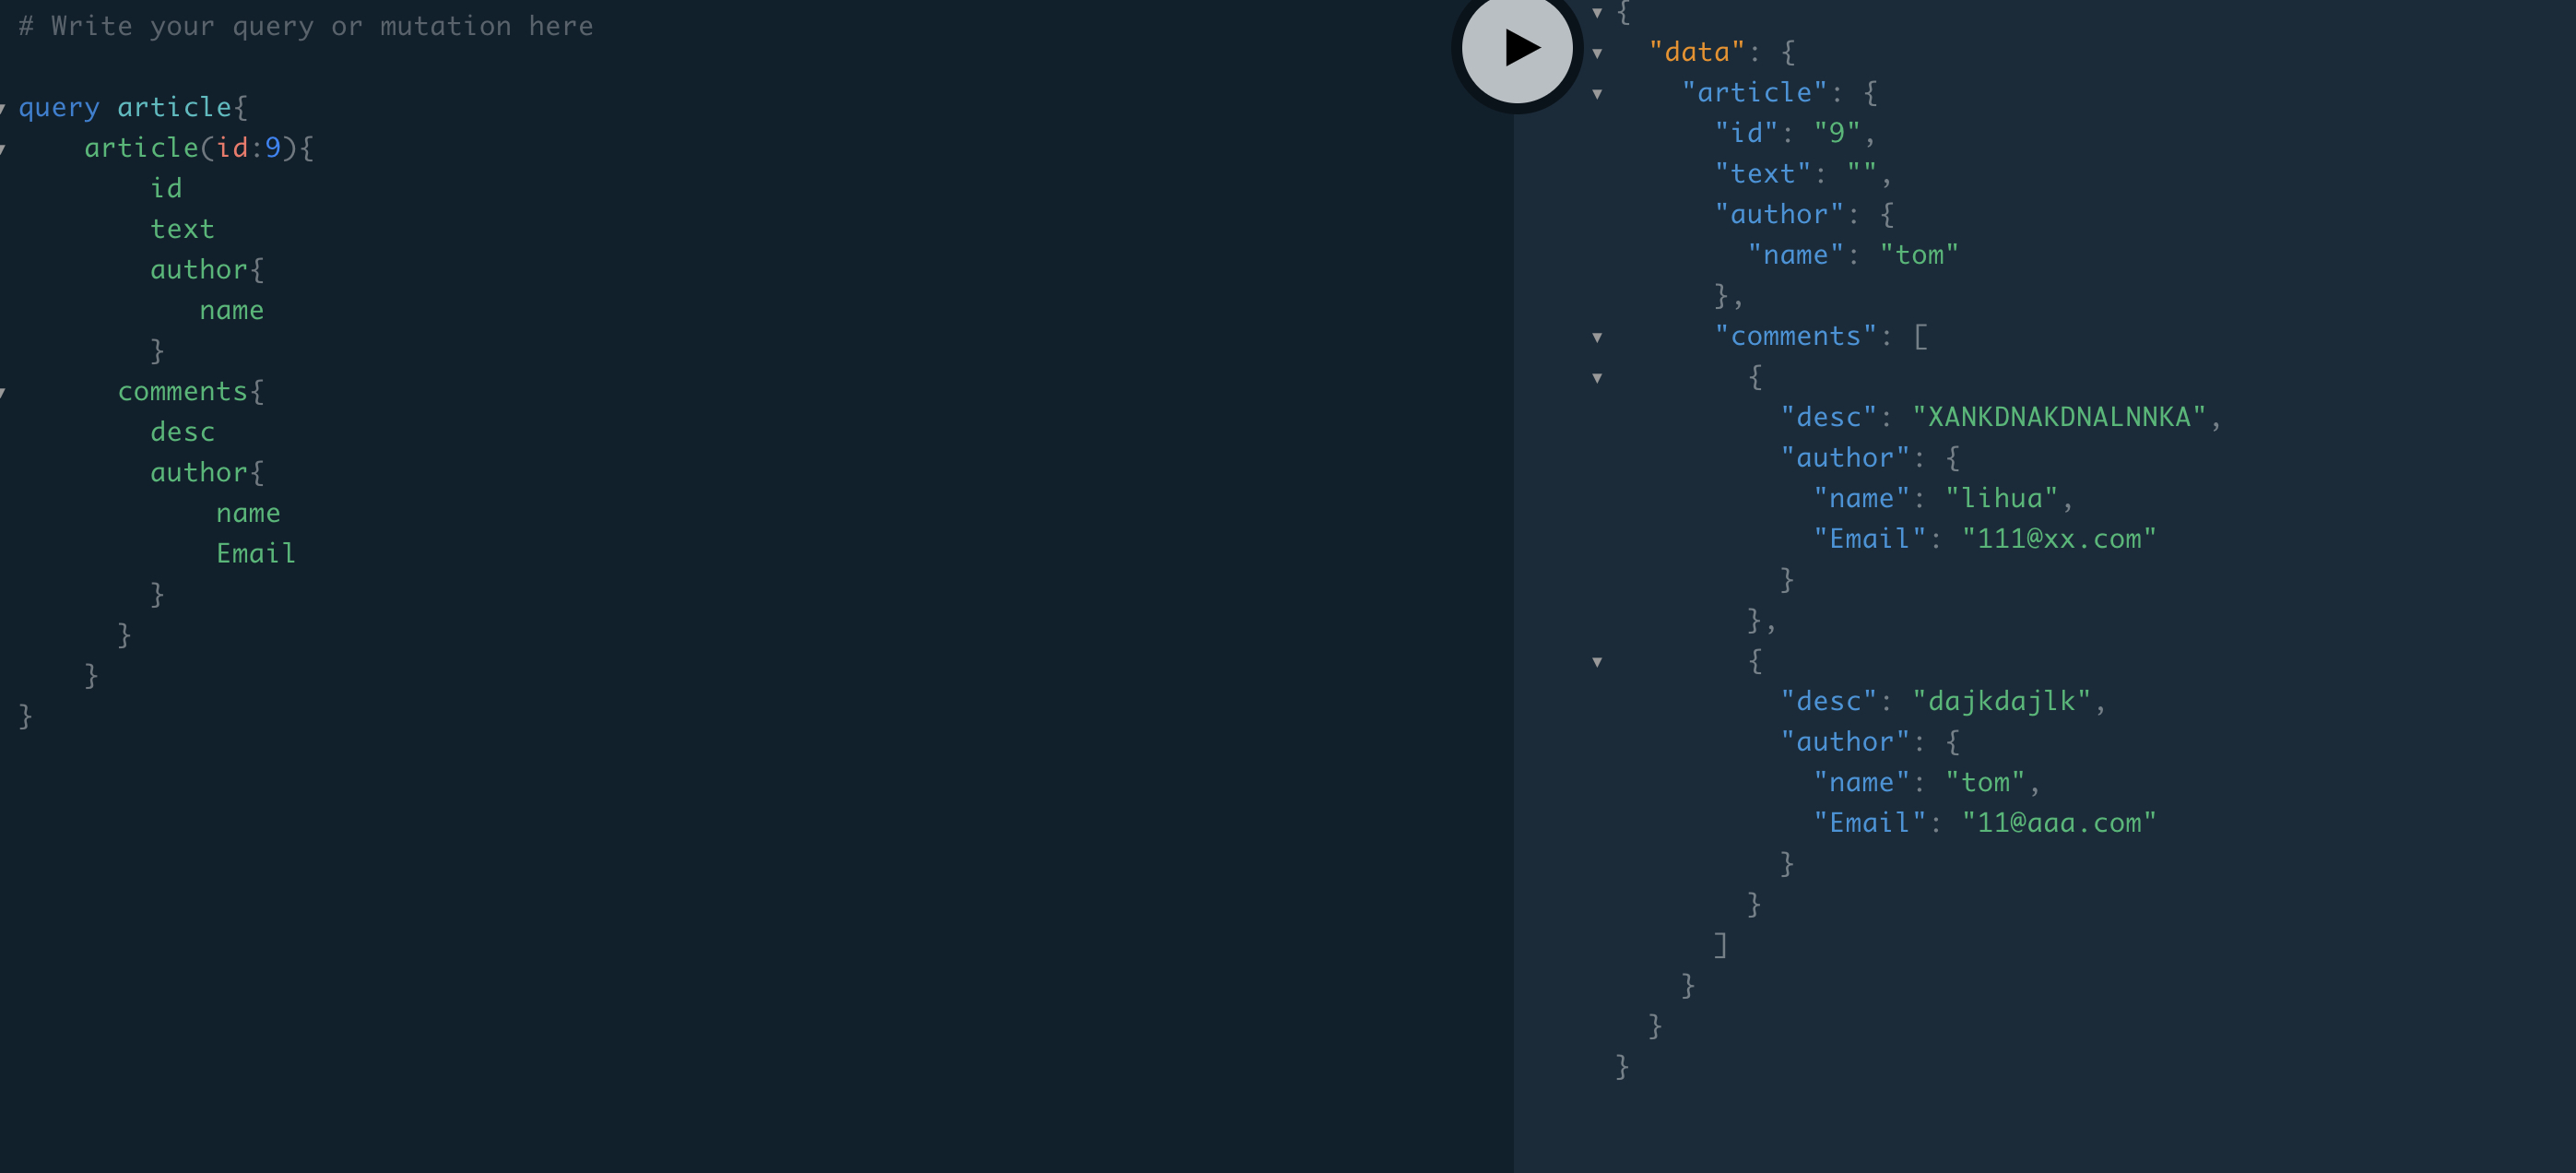 # Write your query or mutation here
query article{
article(id:9){
id
text
author{
name
}
comments{
desc
author{
name
Email
}
}
}
}
{
"data": {
"article": {
"id": "9",
"text": "",
"author": {
"name": "tom"
},
"comments": [
{
"desc": "XANKDNAKDNALNNKA",
"author": {
"name": "lihua",
"Email": "111@xx.com"
}
},
{
"desc": "dajkdajlk",
"author": {
"name": "tom",
"Email": "11@aaa.com"
}
}
]
}
}
}